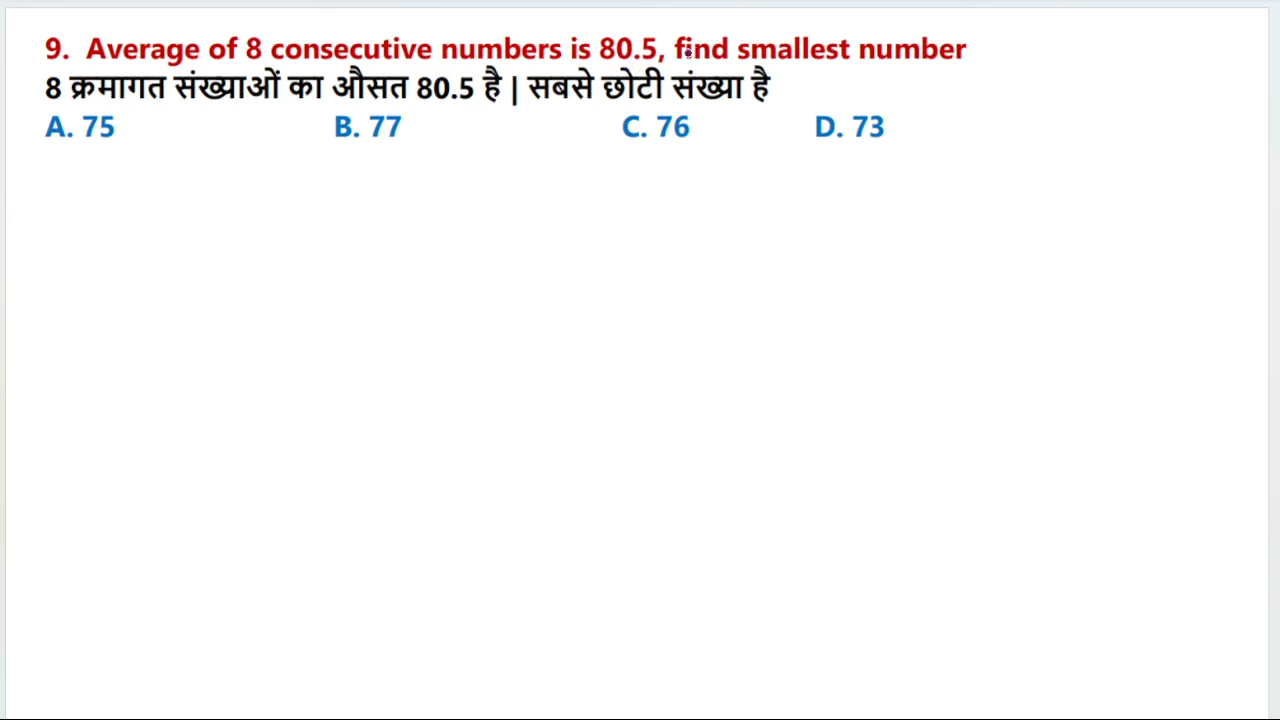 9. Average of 8 consecutive numbers is 80.5, find smallest number
8 क्रमागत संख्याओं का औसत 80.5 है | सबसे छोटी संख्या है
A. 75 B. 77 C. 76 D. 73